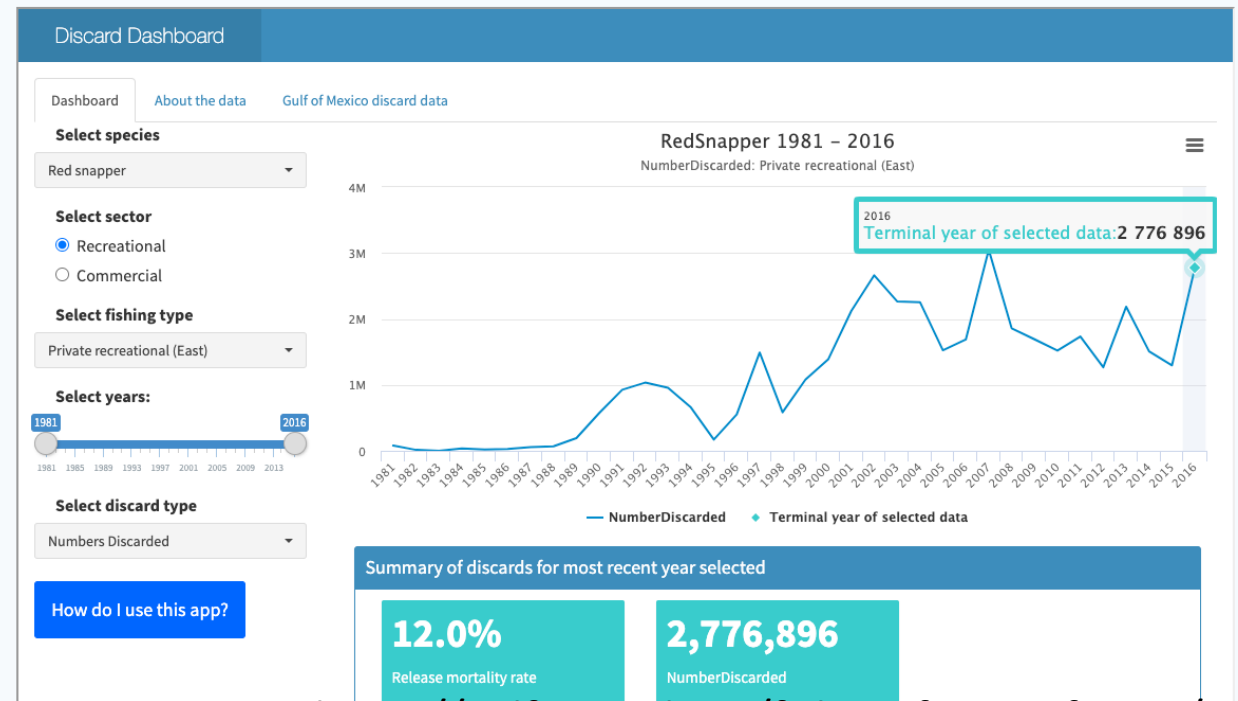 Discard Dashboard
Dashboard About the data Gulf of Mexico discard data
Select species
Red snapper
Select sector
Recreational
Commercial
Select fishing type
Private recreational (East)
Select years:
1981 2016
1981 1985 1989 1993 1997 2001 2005 2009 2013
Select discard type
Numbers Discarded
How do I use this app?
RedSnapper 1981 – 2016
NumberDiscarded: Private recreational (East)
4M
3M
2M
1M
0
2016
Terminal year of selected data:2 776 896
1981 1982 1983 1984 1985 1986 1987 1988 1989 1990 1991 1992 1993 1994 1995 1996 1997 1998 1999 2000 2001 2002 2003 2004 2005 2006 2007 2008 2009 2010 2011 2012 2013 2014 2015 2016
NumberDiscarded Terminal year of selected data
Summary of discards for most recent year selected
12.0% 2,776,896
Release mortality rate NumberDiscarded